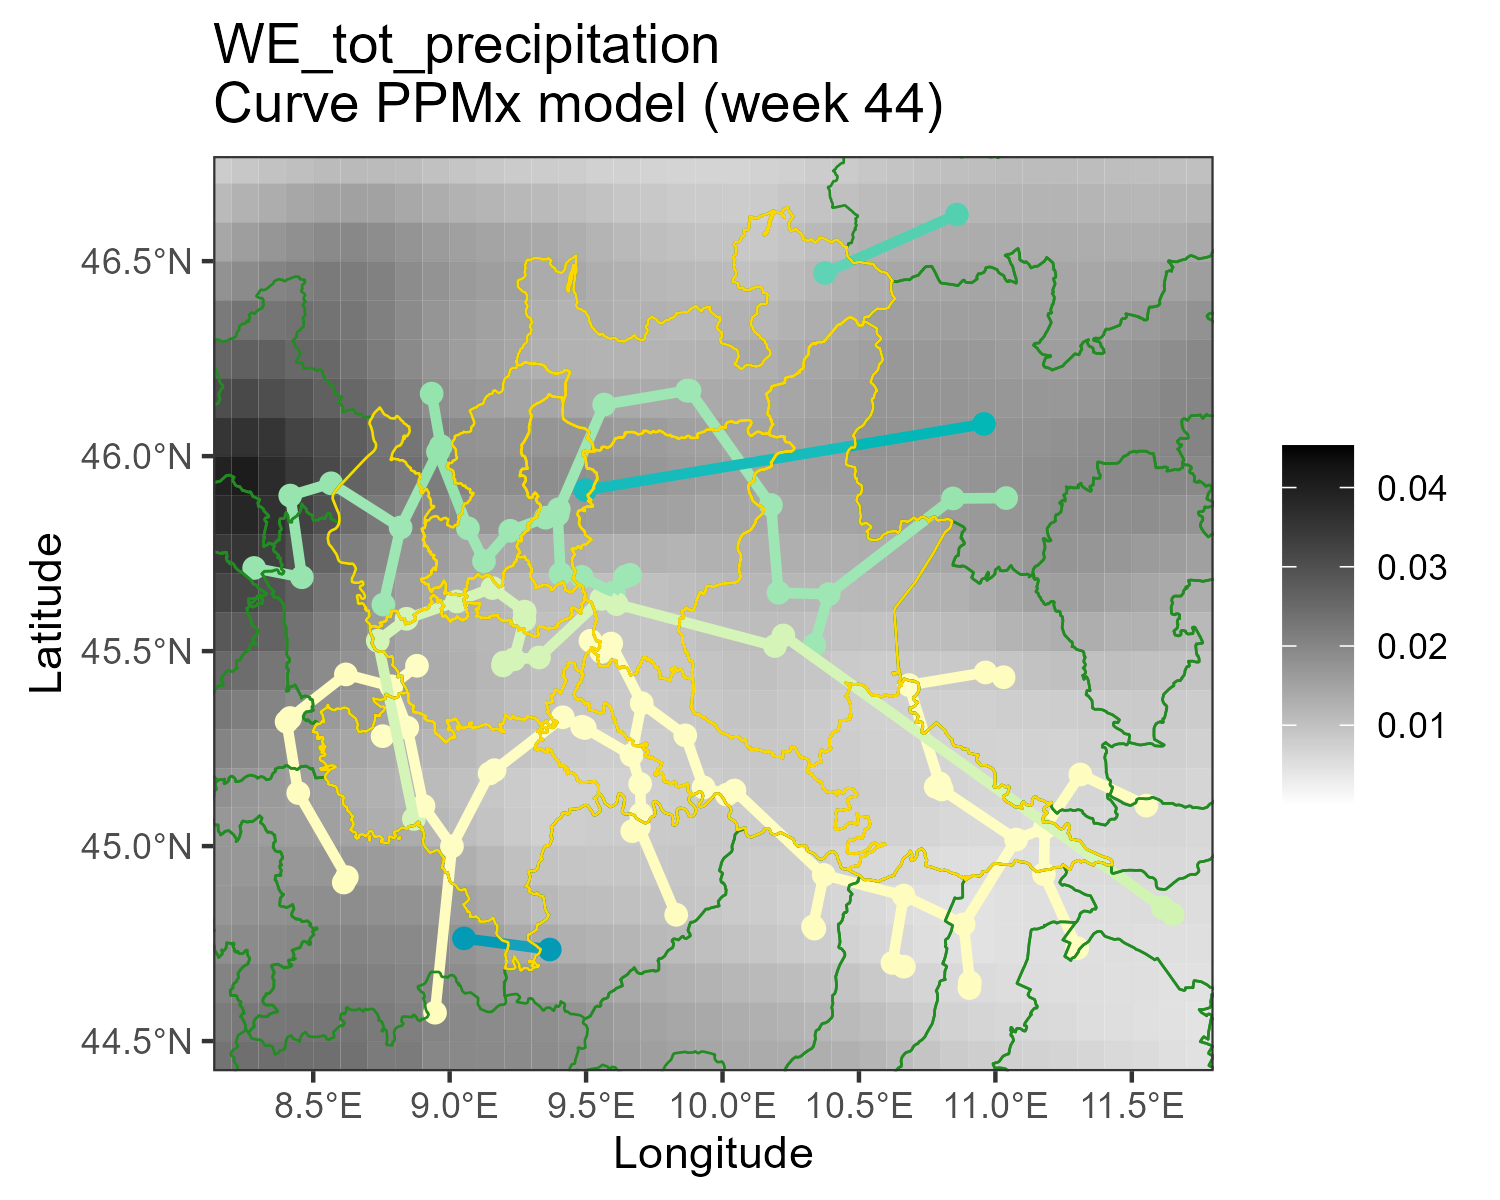 WE_tot_precipitation
Curve PPMx model (week 44)
46.5°N
46.0°N
45.5°N
45.0°N
44.5°N
Latitude
8.5°E 9.0°E 9.5°E 10.0°E 10.5°E 11.0°E 11.5°E
Longitude
0.04
0.03
0.02
0.01